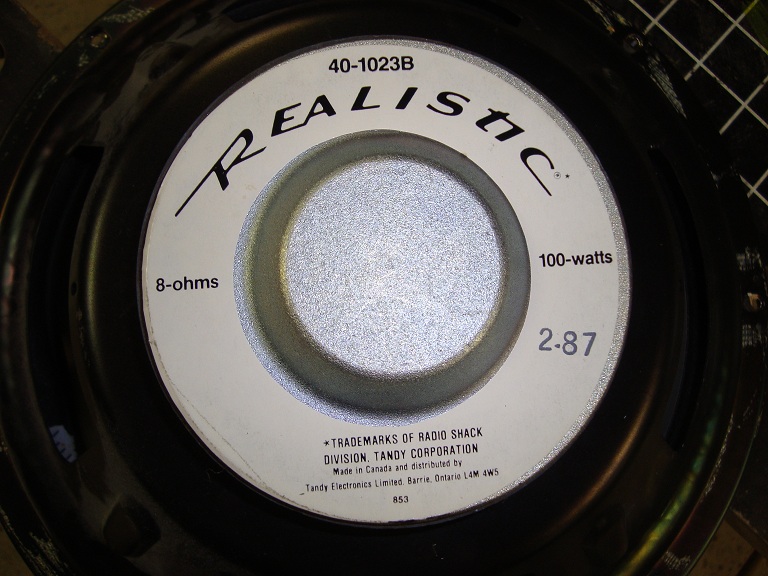 40-1023B
REALISTIC®*
8-ohms
100-watts
2-87
*TRADEMARKS OF RADIO SHACK
DIVISION, TANDY CORPORATION
Made in Canada and distributed by
Tandy Electronics Limited, Barrie, Ontario L4M 4W5
853